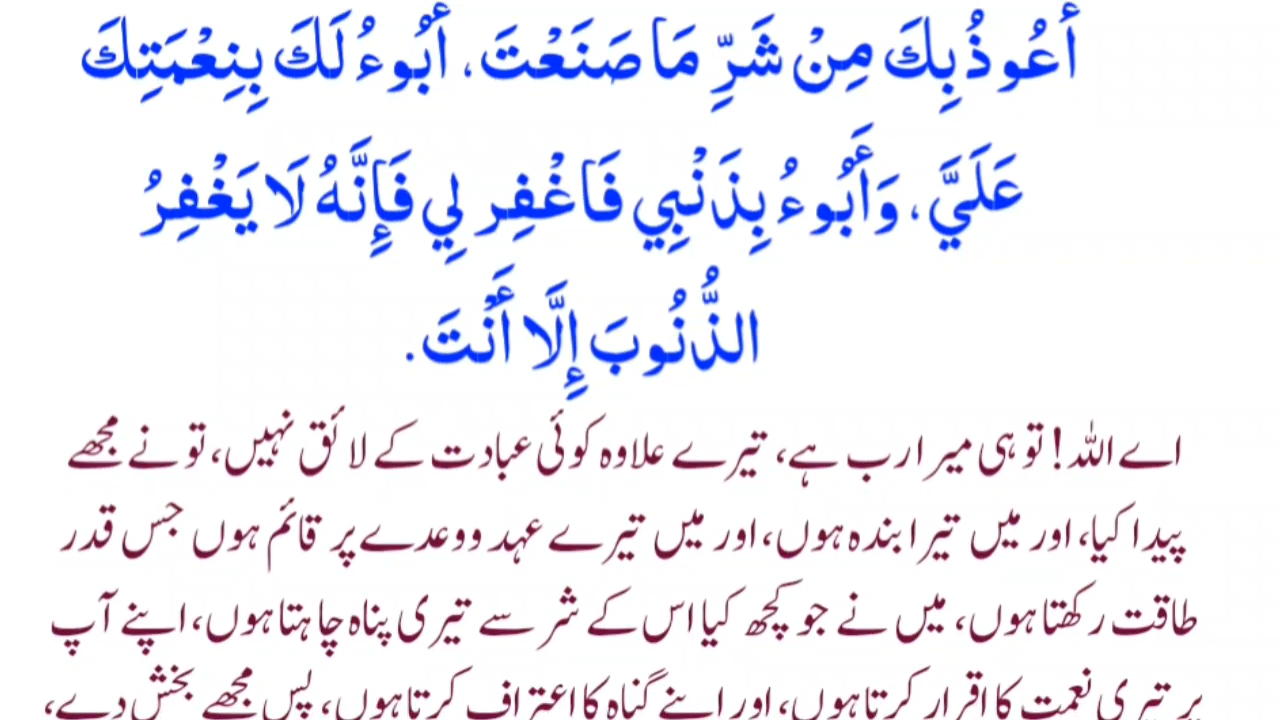 أَعُوذُ بِكَ مِنْ شَرِّ مَا صَنَعْتَ، أَبُوءُ لَكَ بِنِعْمَتِكَ
عَلَيَّ، وَأَبُوءُ بِذَنْبِي فَاغْفِر لِي فَإِنَّهُ لَا يَغْفِرُ
الذُّنُوبَ إِلَّا أَنْتَ.
اے اللہ! تو ہی میرا رب ہے، تیرے علاوہ کوئی عبادت کے لائق نہیں، تو نے مجھے
پیدا کیا، اور میں تیرا بندہ ہوں، اور میں تیرے عہد و وعدے پر قائم ہوں جس قدر
طاقت رکھتا ہوں، میں نے جو کچھ کیا اس کے شر سے تیری پناہ چاہتا ہوں، اپنے آپ
پر تیری نعمت کا اقرار کرتا ہوں، اور اپنے گناہ کا اعتراف کرتا ہوں، پس مجھے بخش دے،